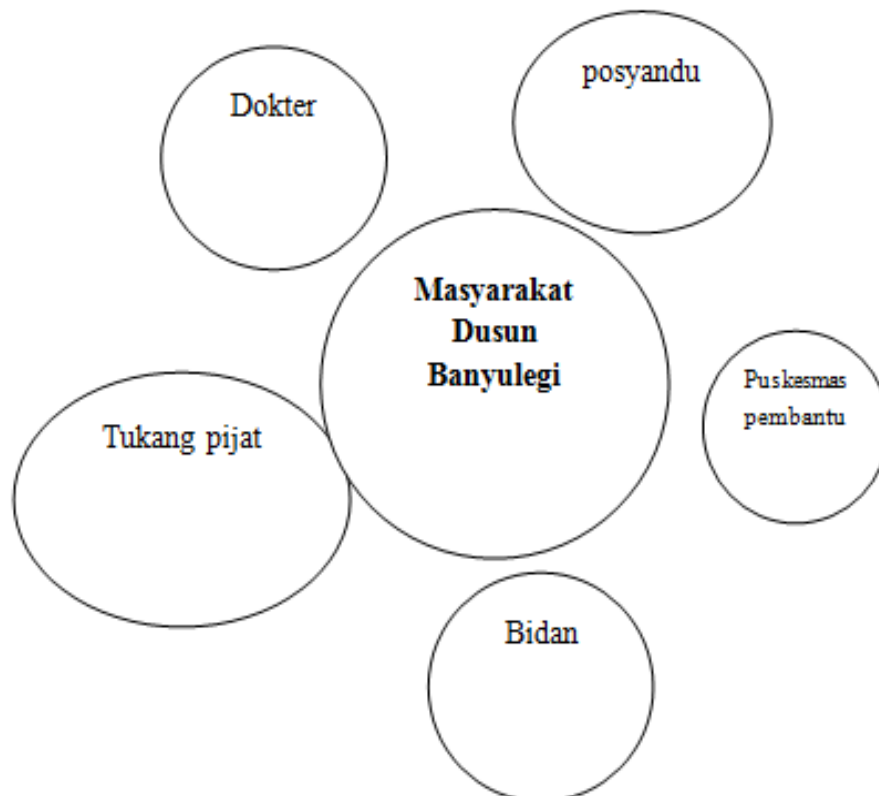 Dokter
posyandu
Masyarakat
Dusun
Banyulegi
Puskesmas
pembantu
Tukang pijat
Bidan